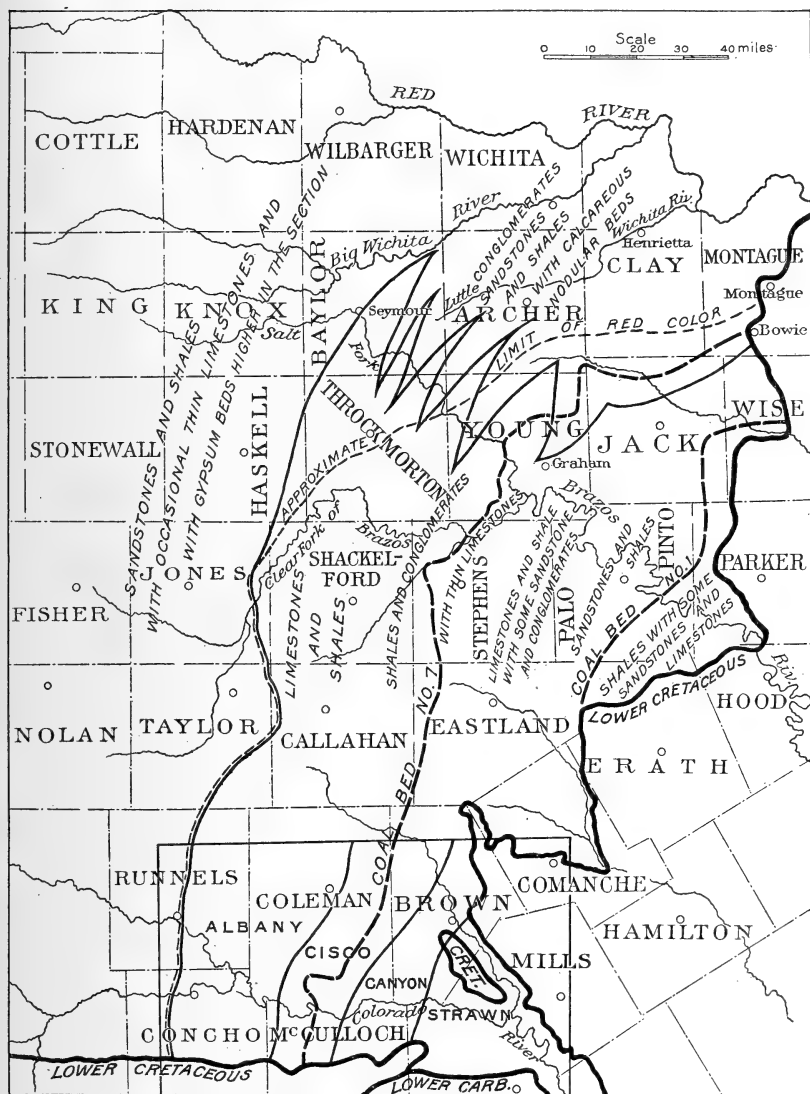 Scale
0 10 20 30 40 miles
RED
RIVER
COTTLE
HARDENAN
WILBARGER
WICHITA
SANDSTONES AND SHALES
WITH OCCASIONAL THIN LIMESTONES AND
WITH GYPSUM BEDS HIGHER IN THE SECTION
CONGLOMERATES
SANDSTONES
AND SHALES
WITH CALCAREOUS
NODULAR BEDS
Big Wichita
River
Little
Wichita Riv.
Henrietta
CLAY
MONTAGUE
Montague
KING
KNOX
BAYLOR
Seymour
ARCHER
Salt
Fork
Bowie
APPROXIMATE LIMIT OF RED COLOR
STONEWALL
HASKELL
THROCKMORTON
YOUNG
JACK
WISE
Graham
Clear Fork of
Brazos
Brazos
JONES
SHACKEL-
FORD
STEPHENS
PALO
PINTO
PARKER
FISHER
LIMESTONES
AND
SHALES
SHALES AND CONGLOMERATES
WITH THIN LIMESTONES
LIMESTONES AND SHALE
WITH SOME SANDSTONE
AND CONGLOMERATES
SANDSTONES AND
SHALES
COAL BED NO.1
SHALES WITH SOME
SANDSTONES AND
LIMESTONES
LOWER CRETACEOUS
Riv.
HOOD
NOLAN
TAYLOR
CALLAHAN
EASTLAND
COAL BED NO.7
ERATH
RUNNELS
COLEMAN
BROWN
COMANCHE
ALBANY
HAMILTON
CISCO
CRET.
MILLS
CANYON
Colorado
STRAWN
River
CONCHO
McCULLOCH
LOWER CRETACEOUS
LOWER CARB.